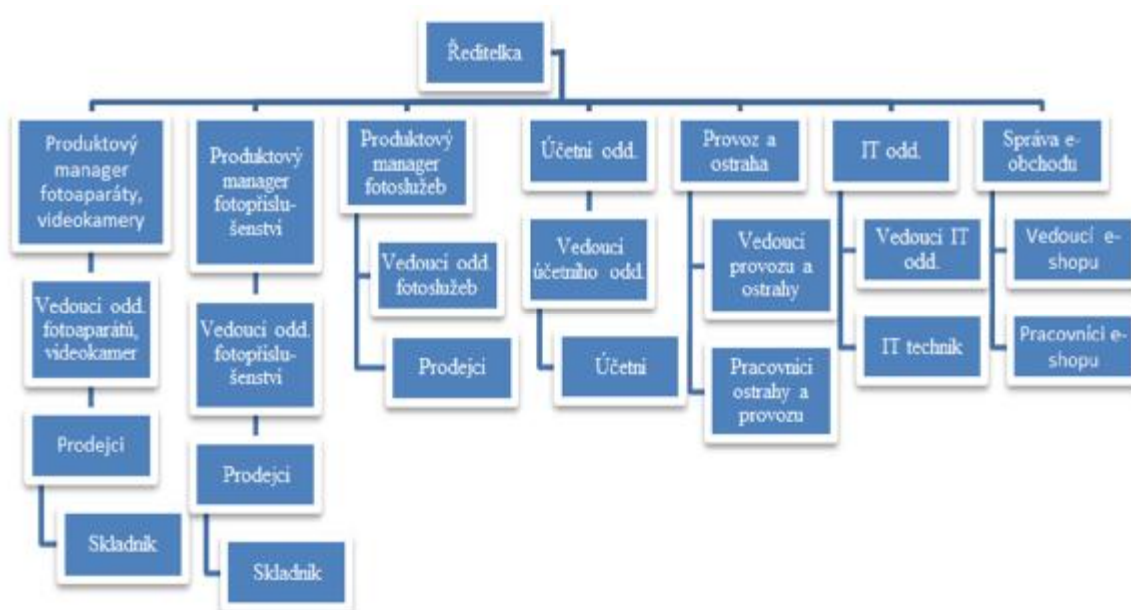 Ředitelka
Produktový
manager
fotoaparáty,
videokamery
Vedoucí odd.
fotoaparátů,
videokamer
Prodejci
Skladník
Produktový
manager
fotopříslu-
šenství
Vedoucí odd.
fotopříslu-
šenství
Prodejci
Skladník
Produktový
manager
fotoslužeb
Vedoucí odd.
fotoslužeb
Prodejci
Účetní odd.
Vedoucí
účetního odd.
Účetní
Provoz a
ostraha
Vedoucí
provozu a
ostrahy
Pracovníci
ostrahy a
provozu
IT odd.
Vedoucí IT
odd.
IT technik
Správa e-
obchodu
Vedoucí e-
shopu
Pracovníci e-
shopu